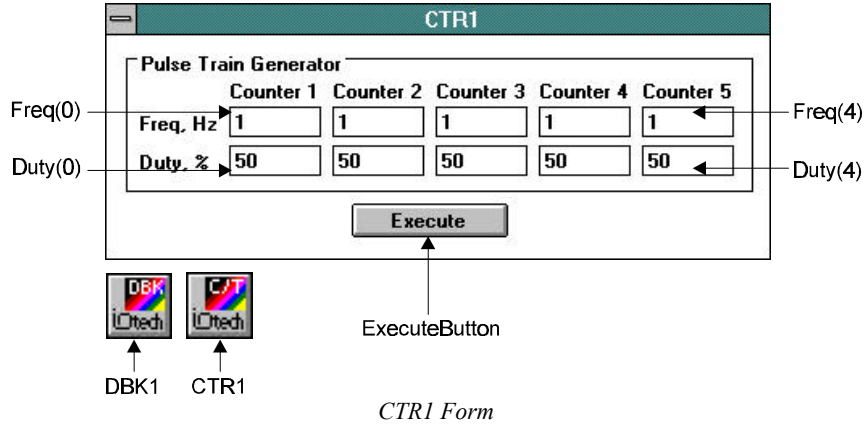 CTR1
Pulse Train Generator
Counter 1 Counter 2 Counter 3 Counter 4 Counter 5
Freq(0) Freq, Hz 1 1 1 1 1 Freq(4)
Duty(0) Duty, % 50 50 50 50 50 Duty(4)
Execute
DBK iOtech C/T iOtech
ExecuteButton
DBK1 CTR1
CTR1 Form